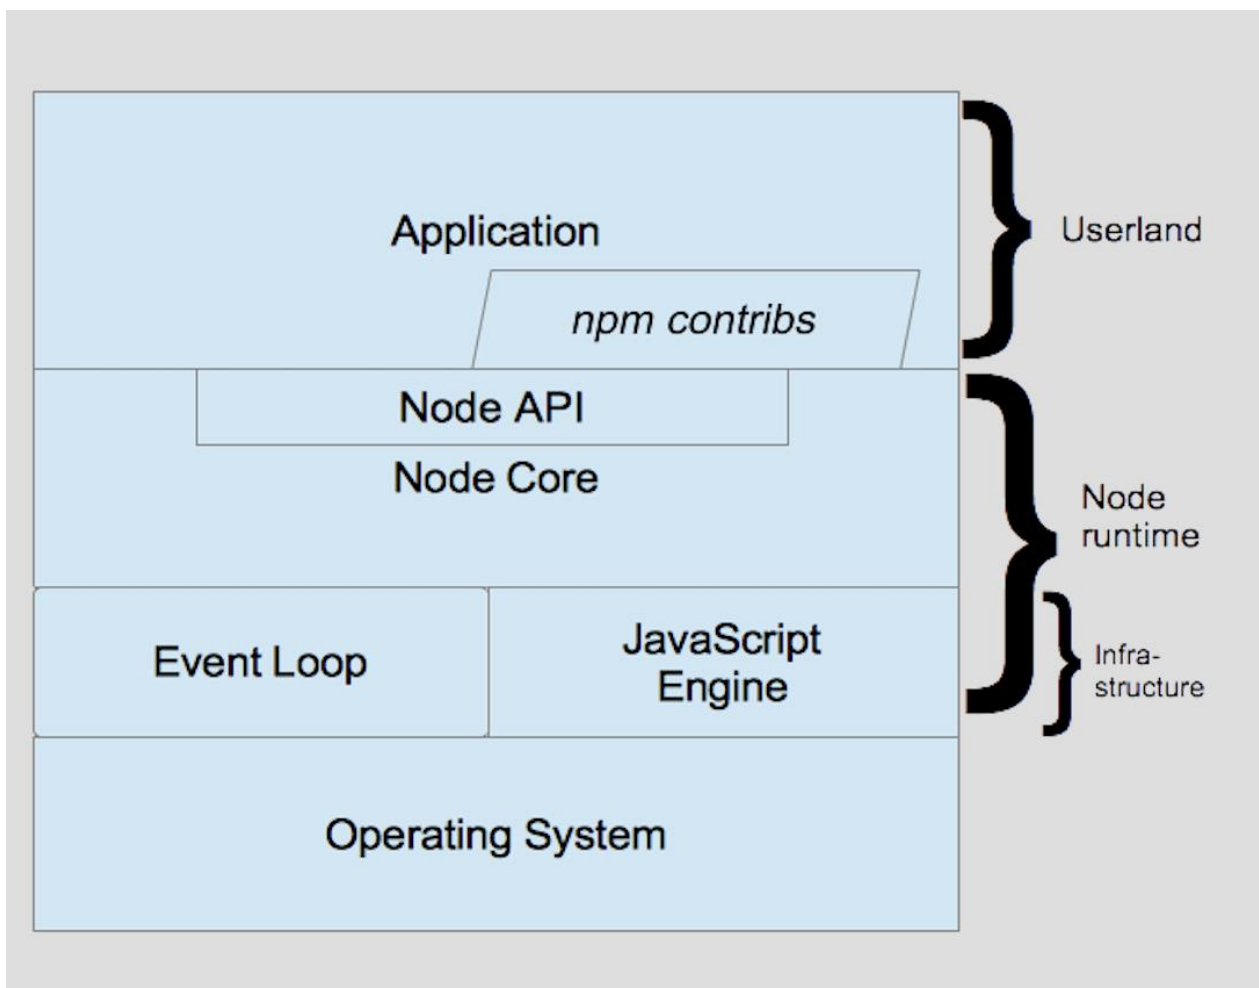 Application
Userland
npm contribs
Node API
Node Core
Node
runtime
Event Loop
JavaScript
Engine
Infra-
structure
Operating System